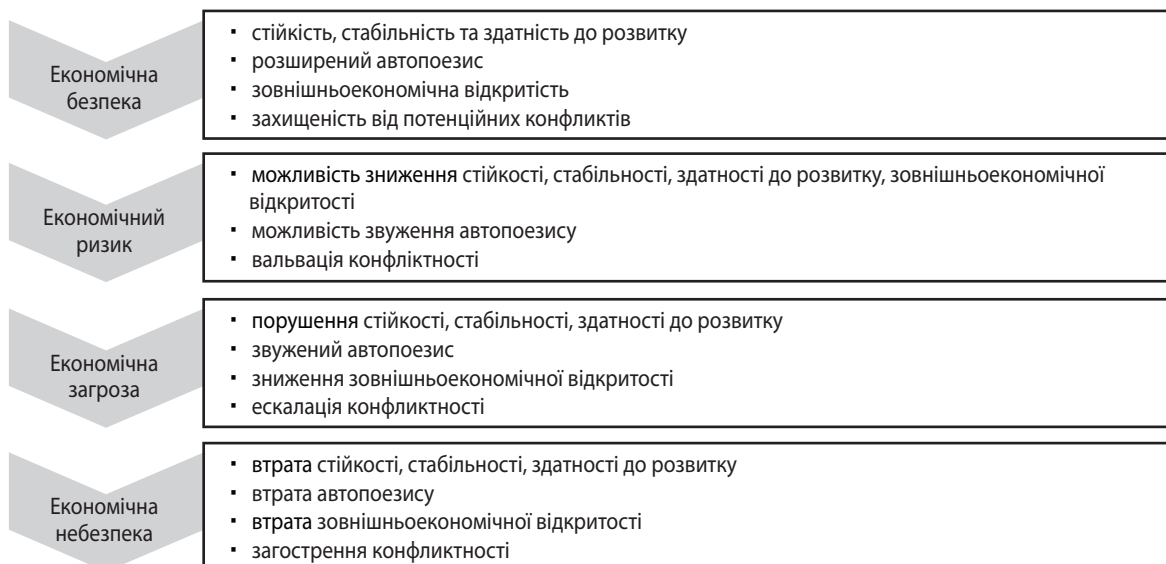 Економічна
безпека
▪ стійкість, стабільність та здатність до розвитку
▪ розширений автопоезис
▪ зовнішньоекономічна відкритість
▪ захищеність від потенційних конфликтів
Економічний
ризик
▪ можливість зниження стійкості, стабільності, здатності до розвитку, зовнішньоекономічної
відкритості
▪ можливість звуження автопоезису
▪ вальвація конфліктності
Економічна
загроза
▪ порушення стійкості, стабільності, здатності до розвитку
▪ звужений автопоезис
▪ зниження зовнішньоекономічної відкритості
▪ ескалація конфликтності
Економічна
небезпека
▪ втрата стійкості, стабільності, здатності до розвитку
▪ втрата автопоезису
▪ втрата зовнішньоекономічної відкритості
▪ загострення конфликтності